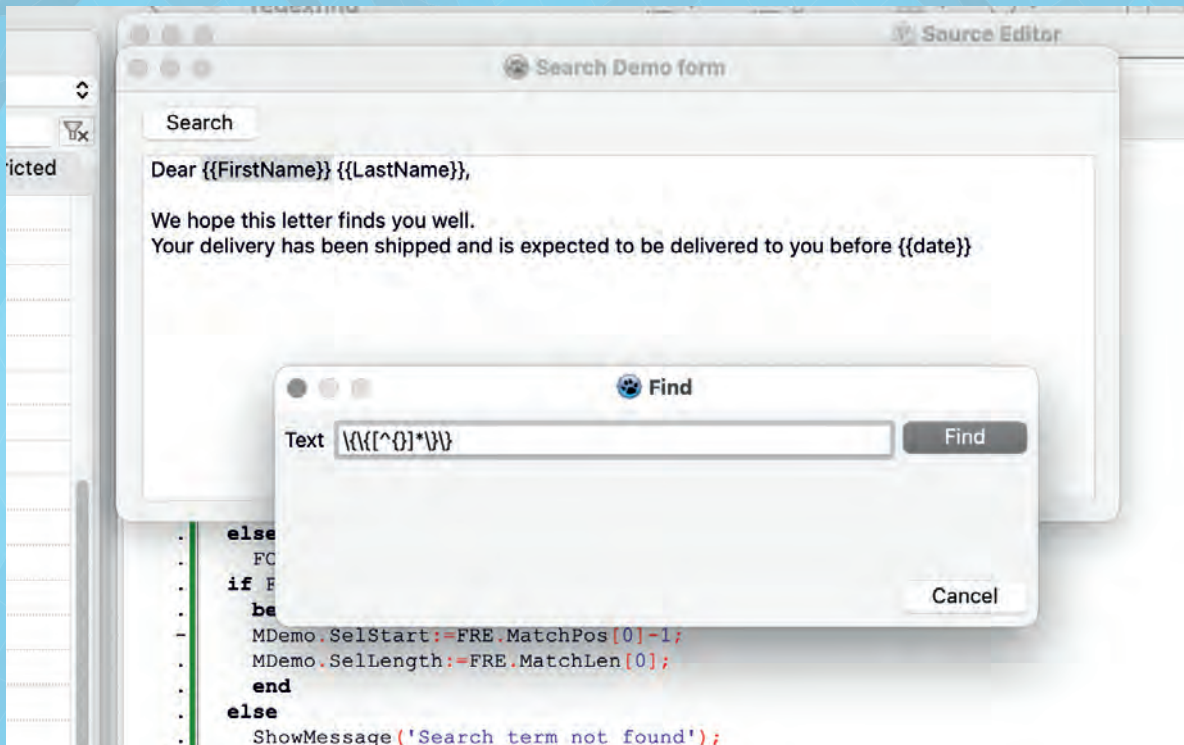 Source Editor
Search Demo form
Search
ricted
Dear {{FirstName}} {{LastName}},
We hope this letter finds you well.
Your delivery has been shipped and is expected to be delivered to you before {{date}}
Find
Text \{\{[^{}]*\}\} Find
Cancel
else
FC
if F
be
MDemo.SelStart:=FRE.MatchPos[0]-1;
MDemo.SelLength:=FRE.MatchLen[0];
end
else
ShowMessage('Search term not found');